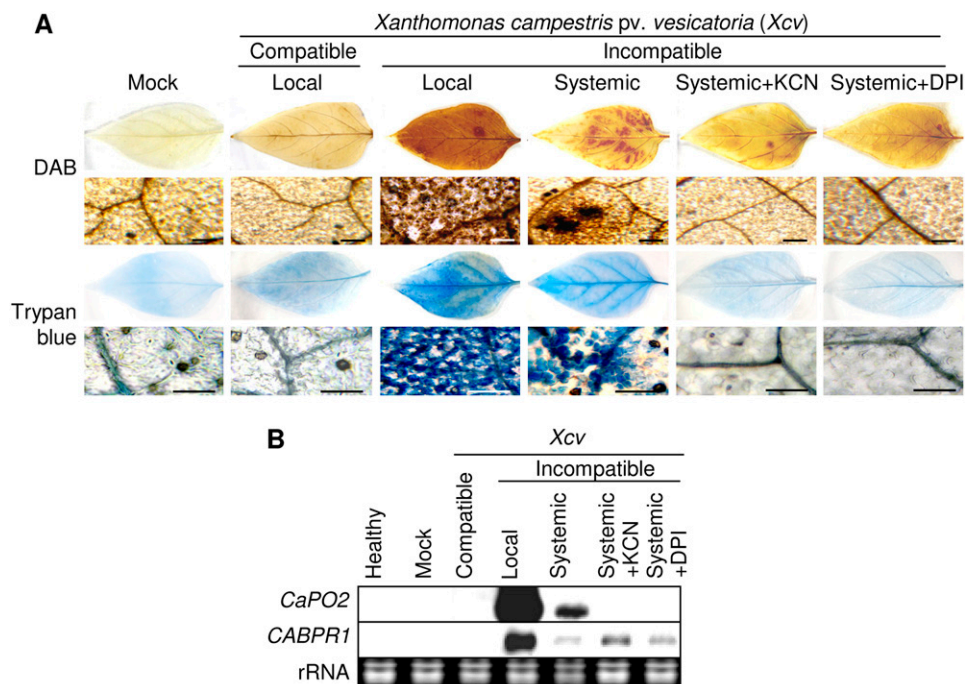 A
Xanthomonas campestris pv. vesicatoria (Xcv)
Compatible
Incompatible
Mock
Local
Local
Systemic
Systemic+KCN
Systemic+DPI
DAB
Trypan
blue
B
Xcv
Incompatible
Healthy
Mock
Compatible
Local
Systemic
Systemic
+KCN
Systemic
+DPI
CaPO2
CABPR1
rRNA